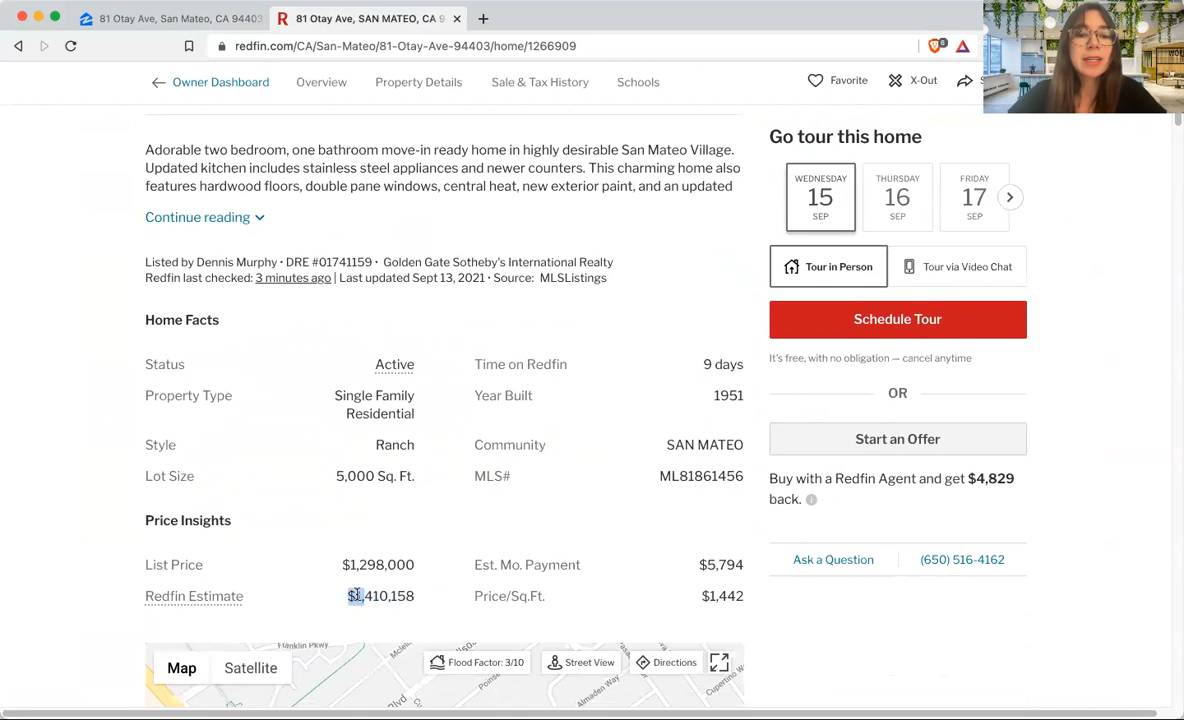 81 Otay Ave, San Mateo, CA 94403
81 Otay Ave, SAN MATEO, CA 9
redfin.com/CA/San-Mateo/81-Otay-Ave-94403/home/1266909
6
Owner Dashboard
Overview
Property Details
Sale & Tax History
Schools
Favorite
X-Out
Adorable two bedroom, one bathroom move-in ready home in highly desirable San Mateo Village.
Updated kitchen includes stainless steel appliances and newer counters. This charming home also
features hardwood floors, double pane windows, central heat, new exterior paint, and an updated
Continue reading
Listed by Dennis Murphy • DRE #01741159 • Golden Gate Sotheby's International Realty
Redfin last checked: 3 minutes ago | Last updated Sept 13, 2021 • Source: MLSListings
Home Facts
Status Active Time on Redfin 9 days
Property Type Single Family Residential Year Built 1951
Style Ranch Community SAN MATEO
Lot Size 5,000 Sq. Ft. MLS# ML81861456
Price Insights
List Price $1,298,000 Est. Mo. Payment $5,794
Redfin Estimate $1,410,158 Price/Sq.Ft. $1,442
Map
Satellite
Flood Factor: 3/10
Street View
Directions
Franklin Pkwy
Almaden Way
Go tour this home
WEDNESDAY
15
SEP
THURSDAY
16
SEP
FRIDAY
17
SEP
Tour in Person
Tour via Video Chat
Schedule Tour
It's free, with no obligation — cancel anytime
OR
Start an Offer
Buy with a Redfin Agent and get $4,829
back.
Ask a Question
(650) 516-4162